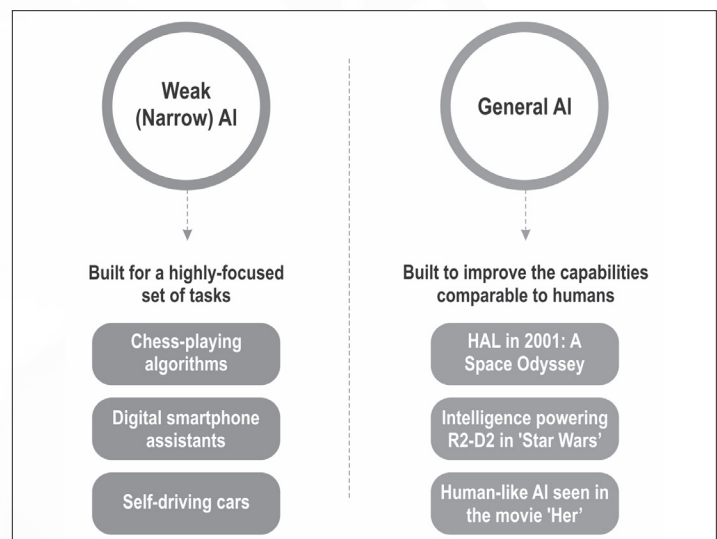 Weak
(Narrow) AI
Built for a highly-focused
set of tasks
Chess-playing
algorithms
Digital smartphone
assistants
Self-driving cars
General AI
Built to improve the capabilities
comparable to humans
HAL in 2001: A
Space Odyssey
Intelligence powering
R2-D2 in 'Star Wars’
Human-like AI seen in
the movie 'Her’